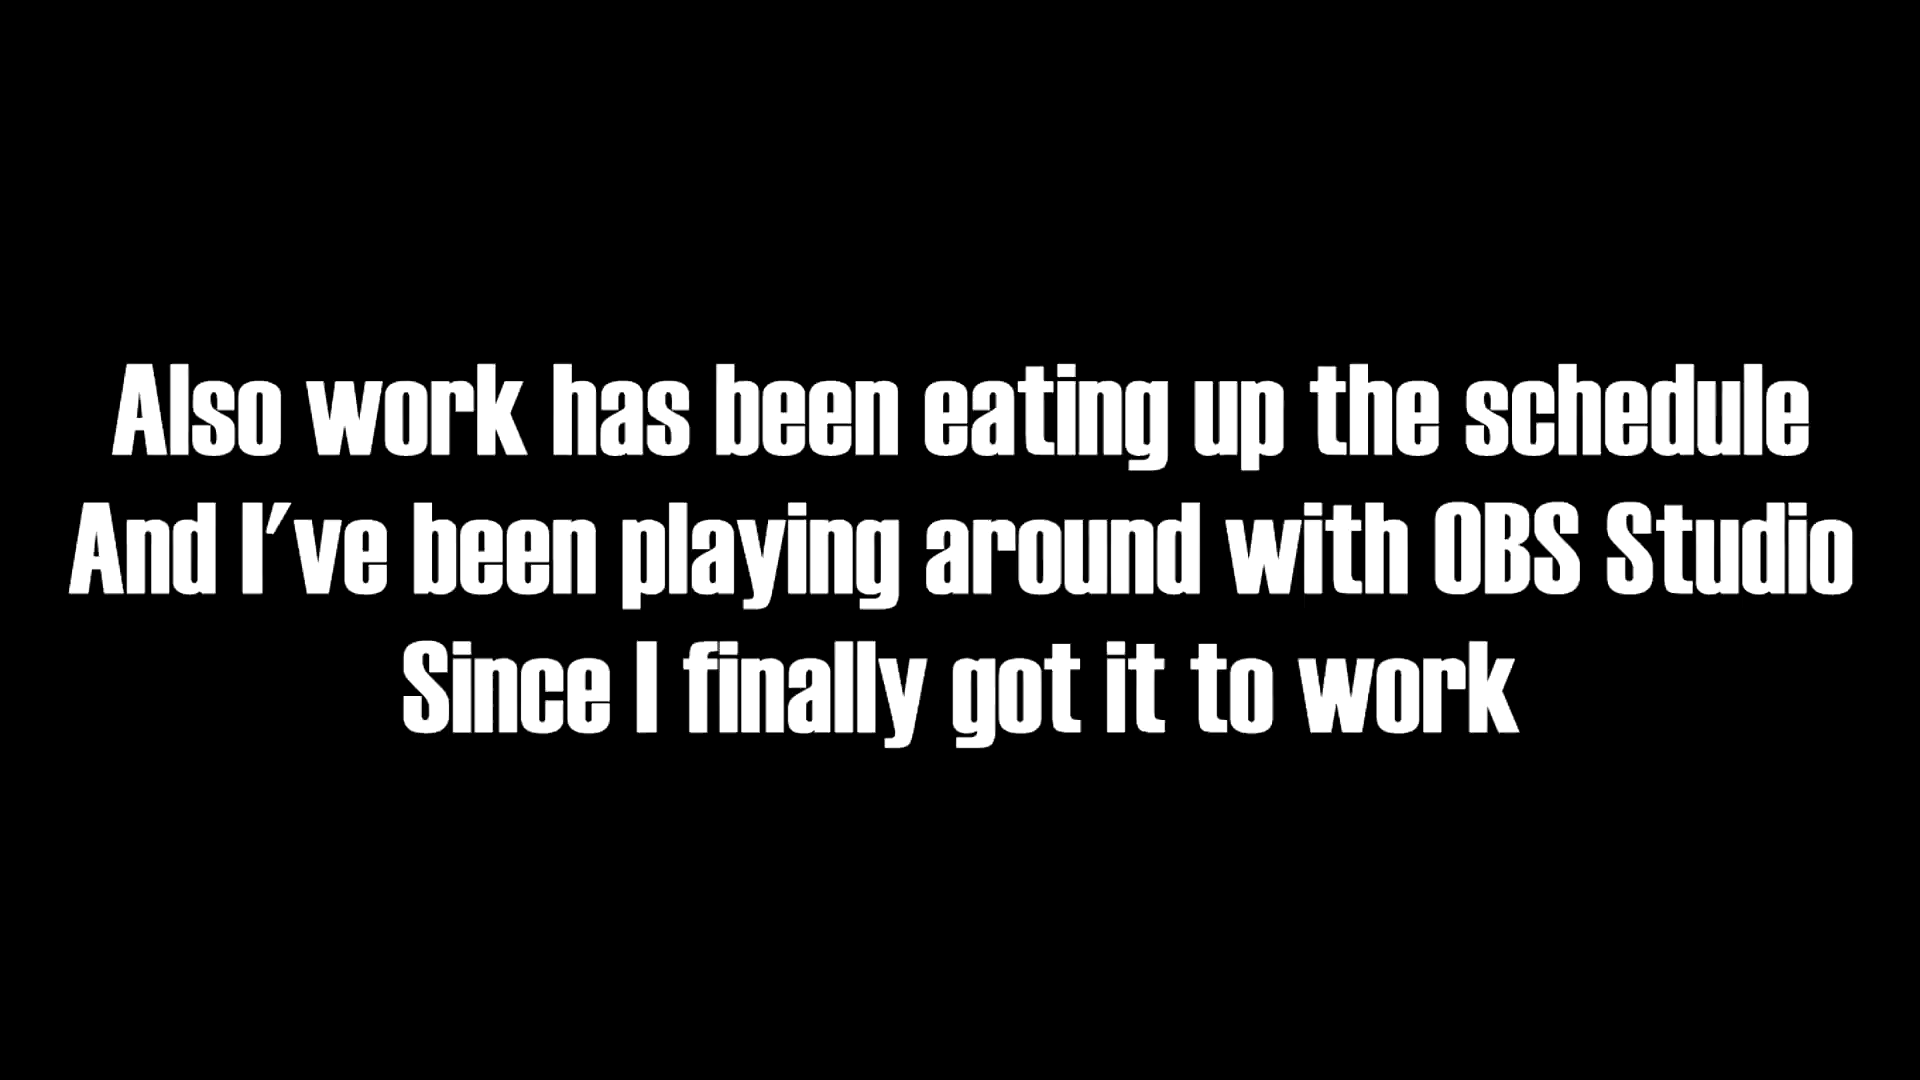 Also work has been eating up the schedule
And I've been playing around with OBS Studio
Since I finally got it to work